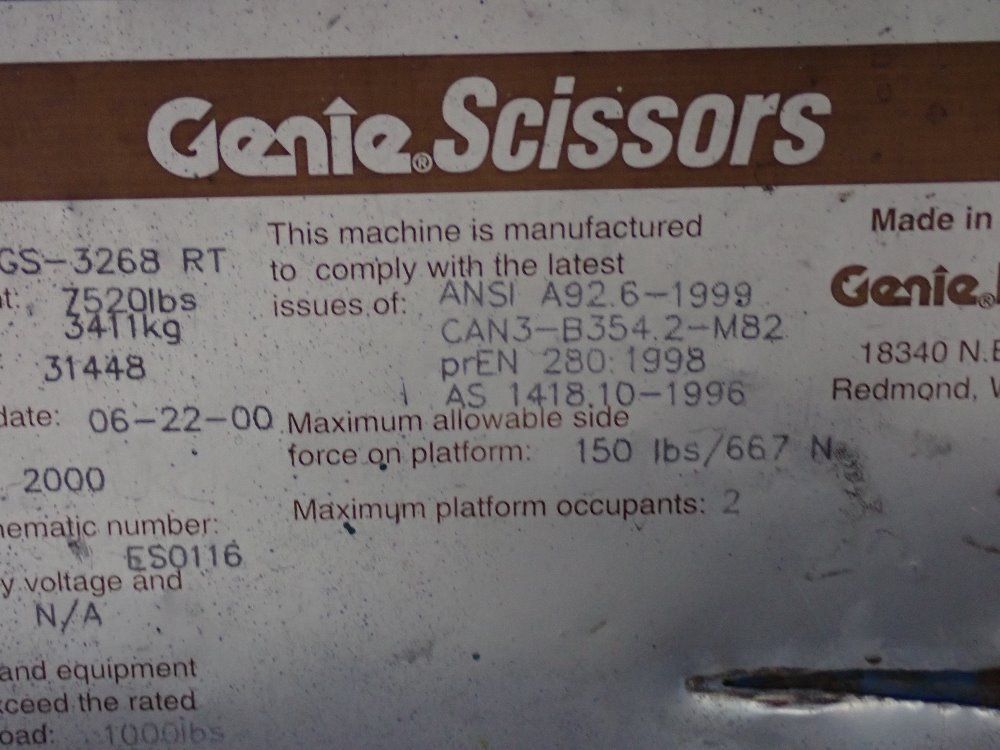 Genie® Scissors
GS-3268 RT
7520lbs
3411kg
31448
date: 06-22-00
2000
number:
ES0116
voltage and
N/A
and equipment
the rated
1000lbs
This machine is manufactured
to comply with the latest
issues of: ANSI A92.6-1999
CAN3-B354.2-M82
prEN 280:1998
AS 1418.10-1996
Maximum allowable side
force on platform: 150 lbs/667 N
Maximum platform occupants: 2
Made in
Genie®
18340 N.E
Redmond,